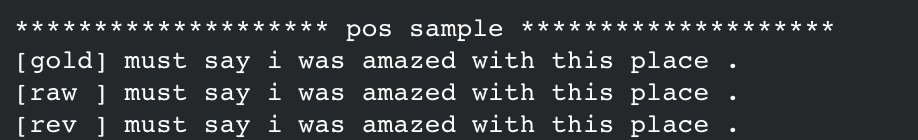 ******************** pos sample ********************
[gold] must say i was amazed with this place .
[raw ] must say i was amazed with this place .
[rev ] must say i was amazed with this place .